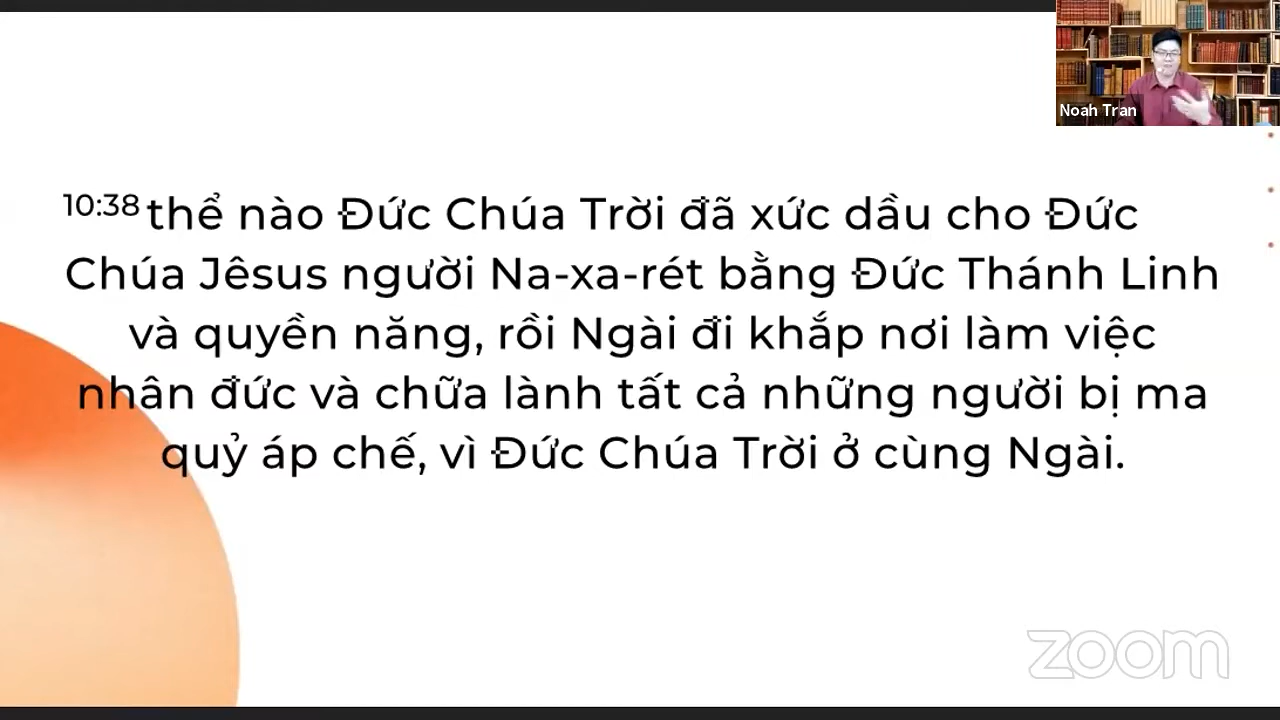 Noah Tran
10:38 thể nào Đức Chúa Trời đã xức dầu cho Đức
Chúa Jêsus người Na-xa-rét bằng Đức Thánh Linh
và quyền năng, rồi Ngài đi khắp nơi làm việc
nhân đức và chữa lành tất cả những người bị ma
quỷ áp chế, vì Đức Chúa Trời ở cùng Ngài.
zoom